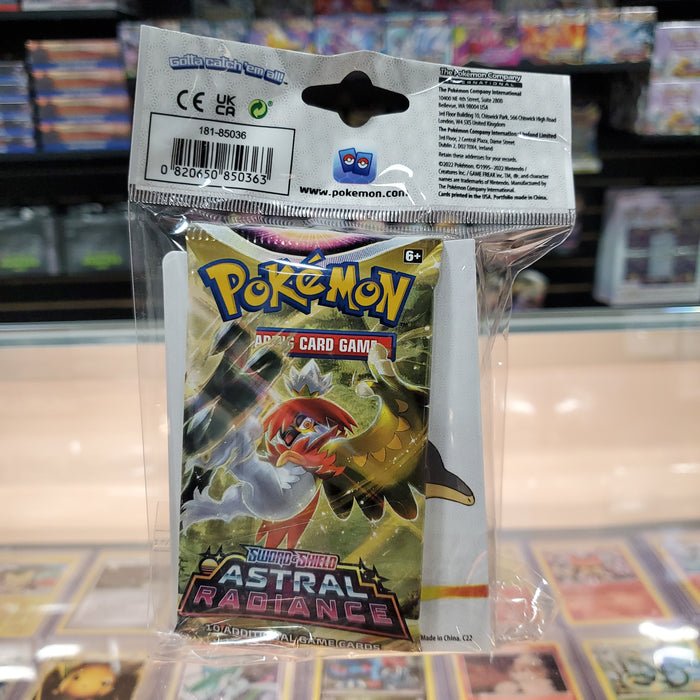 Gotta catch 'em all!
CE UK CA
181-85036
0 820650 850363
www.pokemon.com
The Pokémon Company
INTERNATIONAL
The Pokémon Company International
10400 NE 4th Street, Suite 2800
Bellevue, WA 98004 USA
3rd Floor Building 10, Chiswick Park, 566 Chiswick High Road
London, W4 5XS United Kingdom
The Pokémon Company International Ireland Limited
3rd Floor, 2 Central Plaza, Dame Street
Dublin 2, D02 T0X4, Ireland
Retain these addresses for your records.
©2022 Pokémon. ©1995–2022 Nintendo /
Creatures Inc. / GAME FREAK inc. TM, ®, and character
names are trademarks of Nintendo. Manufactured by
The Pokémon Company International.
Cards printed in the USA. Portfolio made in China.
6+
POKéMON
CARD GAME
SWORD & SHIELD
ASTRAL
RADIANCE
10 ADDITIONAL GAME CARDS
Made in China. C22